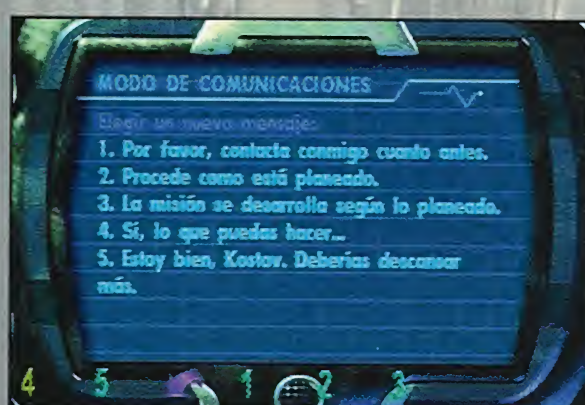 MODO DE COMUNICACIONES
Elegir un nuevo mensaje:
1. Por favor, contacta conmigo cuanto antes.
2. Procede como está planeado.
3. La misión se desarrolla según lo planeado.
4. Sí, lo que puedas hacer...
5. Estoy bien, Kostov. Deberías descansar
más.
4 5 1 2 3